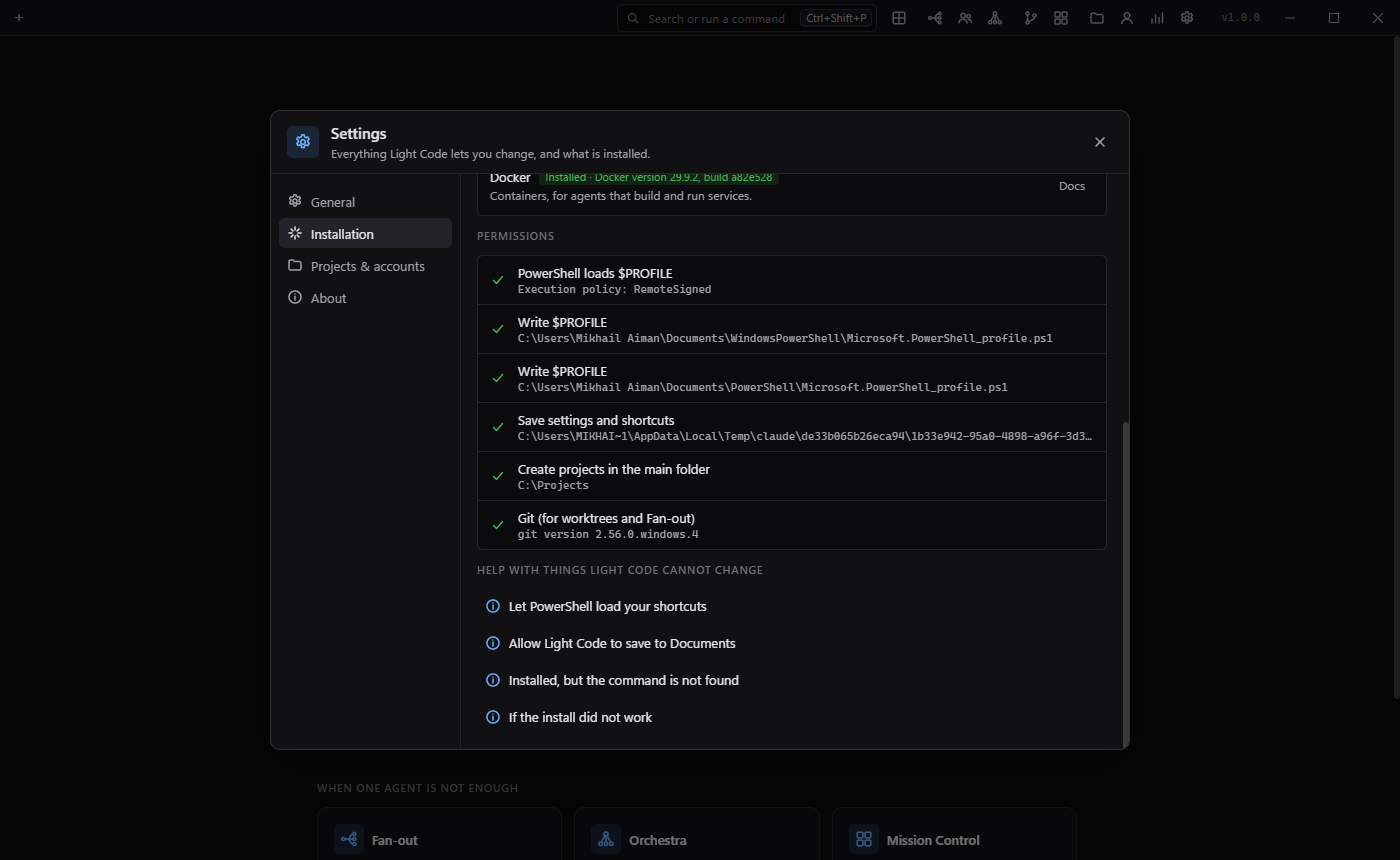 +
Search or run a command Ctrl+Shift+P v1.0.0
Settings
Everything Light Code lets you change, and what is installed.
General
Installation
Projects & accounts
About
Docker Installed · Docker version 29.9.2, build a82e528
Containers, for agents that build and run services.
Docs
PERMISSIONS
PowerShell loads $PROFILE
Execution policy: RemoteSigned
Write $PROFILE
C:\Users\Mikhail Aiman\Documents\WindowsPowerShell\Microsoft.PowerShell_profile.ps1
Write $PROFILE
C:\Users\Mikhail Aiman\Documents\PowerShell\Microsoft.PowerShell_profile.ps1
Save settings and shortcuts
C:\Users\MIKHAI~1\AppData\Local\Temp\claude\de33b065b26eca94\1b33e942-95a0-4898-a96f-3d3…
Create projects in the main folder
C:\Projects
Git (for worktrees and Fan-out)
git version 2.56.0.windows.4
HELP WITH THINGS LIGHT CODE CANNOT CHANGE
Let PowerShell load your shortcuts
Allow Light Code to save to Documents
Installed, but the command is not found
If the install did not work
WHEN ONE AGENT IS NOT ENOUGH
Fan-out
Orchestra
Mission Control